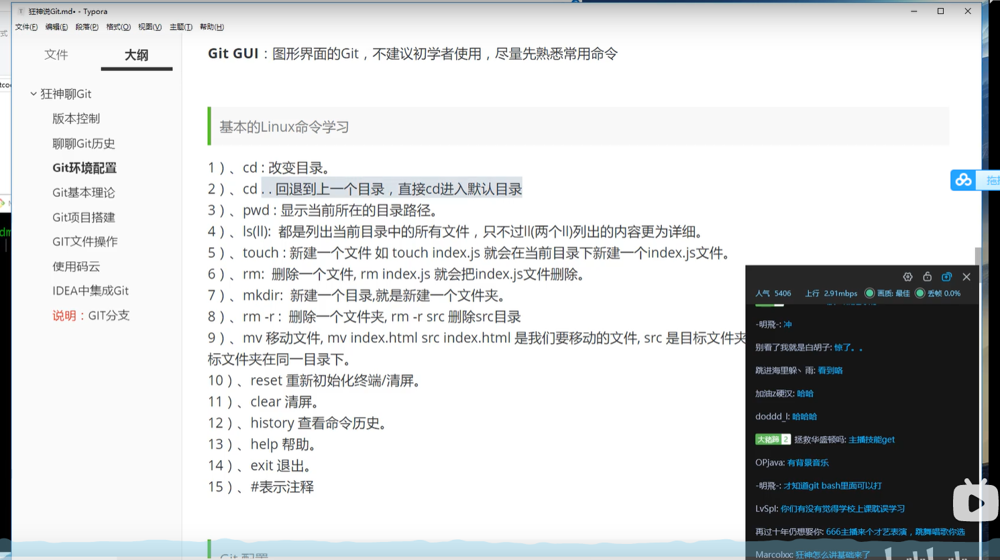 狂神说Git.md• - Typora
文件(F) 编辑(E) 段落(P) 格式(O) 视图(V) 主题(T) 帮助(H)
文件 大纲
狂神聊Git
版本控制
聊聊Git历史
Git环境配置
Git基本理论
Git项目搭建
GIT文件操作
使用码云
IDEA中集成Git
说明：GIT分支
Git GUI：图形界面的Git，不建议初学者使用，尽量先熟悉常用命令
基本的Linux命令学习
1）、cd : 改变目录。
2）、cd . . 回退到上一个目录，直接cd进入默认目录
3）、pwd : 显示当前所在的目录路径。
4）、ls(ll): 都是列出当前目录中的所有文件，只不过ll(两个ll)列出的内容更为详细。
5）、touch : 新建一个文件 如 touch index.js 就会在当前目录下新建一个index.js文件。
6）、rm: 删除一个文件, rm index.js 就会把index.js文件删除。
7）、mkdir: 新建一个目录,就是新建一个文件夹。
8）、rm -r : 删除一个文件夹, rm -r src 删除src目录
9）、mv 移动文件, mv index.html src index.html 是我们要移动的文件, src 是目标文件夹
标文件夹在同一目录下。
10）、reset 重新初始化终端/清屏。
11）、clear 清屏。
12）、history 查看命令历史。
13）、help 帮助。
14）、exit 退出。
15）、#表示注释
Git 配置
人气 5406 上行 2.91mbps 画质: 最佳 丢帧 0.0%
-明飛-: 冲
别看了我就是白胡子: 惊了。。
跳进海里躲丶雨: 看到咯
加油z硬汉: 哈哈
doddd_l: 哈哈哈
大豬蹄 2 拯救华盛顿吗: 主播技能get
OPjava: 有背景音乐
-明飛-: 才知道git bash里面可以打
LvSpl: 你们有没有觉得学校上课耽误学习
再过十年仍想娶你: 666主播来个才艺表演，跳舞唱歌你选
Marcolxx: 狂神怎么讲基础来了